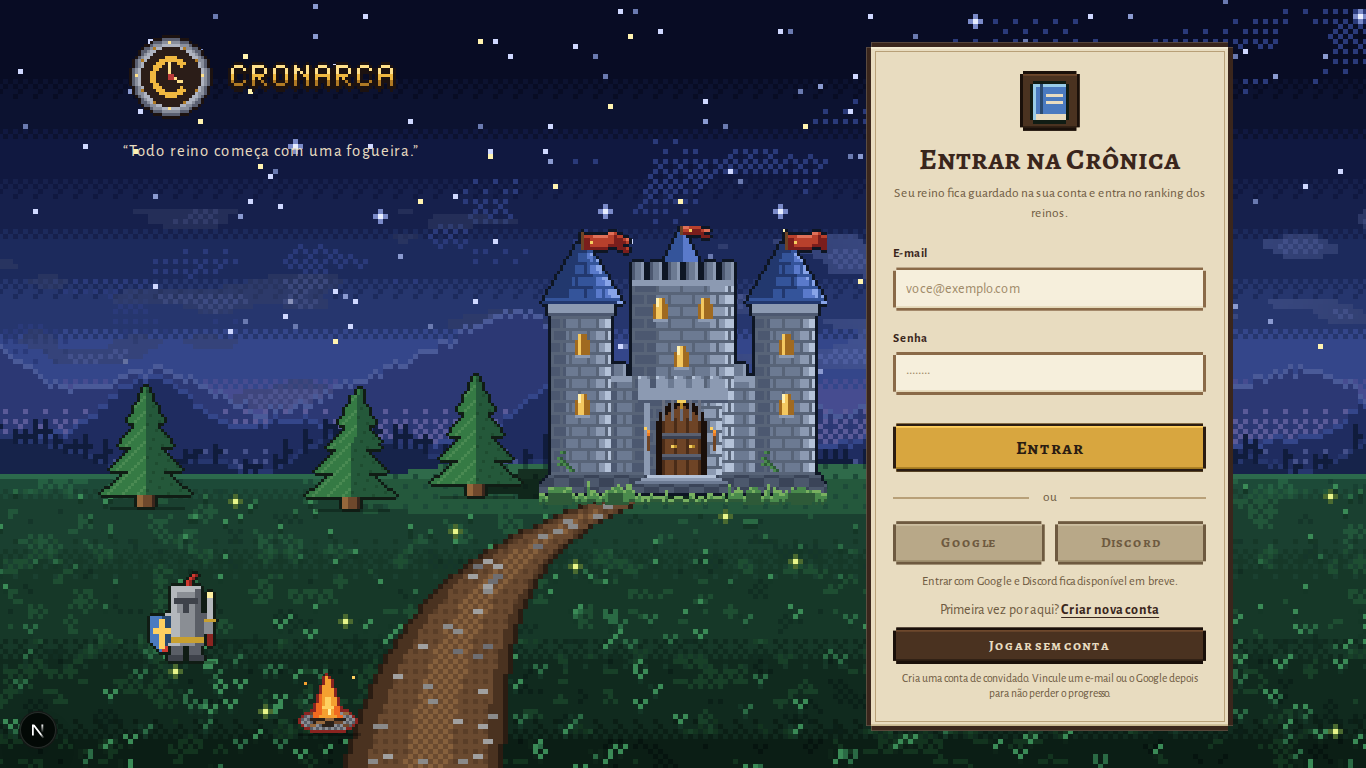 CRONARCA
“Todo reino começa com uma fogueira.”
Entrar na Crônica
Seu reino fica guardado na sua conta e entra no ranking dos
reinos.
E-mail
voce@exemplo.com
Senha
........
Entrar
ou
Google
Discord
Entrar com Google e Discord fica disponível em breve.
Primeira vez por aqui? Criar nova conta
Jogar sem conta
Cria uma conta de convidado. Vincule um e-mail ou o Google depois
para não perder o progresso.
N